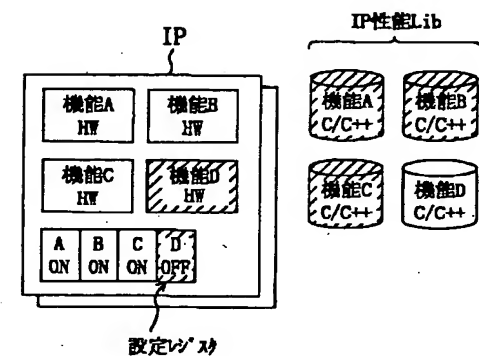 IP性能Lib
IP
機能A
HW
機能B
HW
機能C
HW
機能D
HW
A
ON
B
ON
C
ON
D
OFF
設定レジスタ
機能A
C/C++
機能B
C/C++
機能C
C/C++
機能D
C/C++